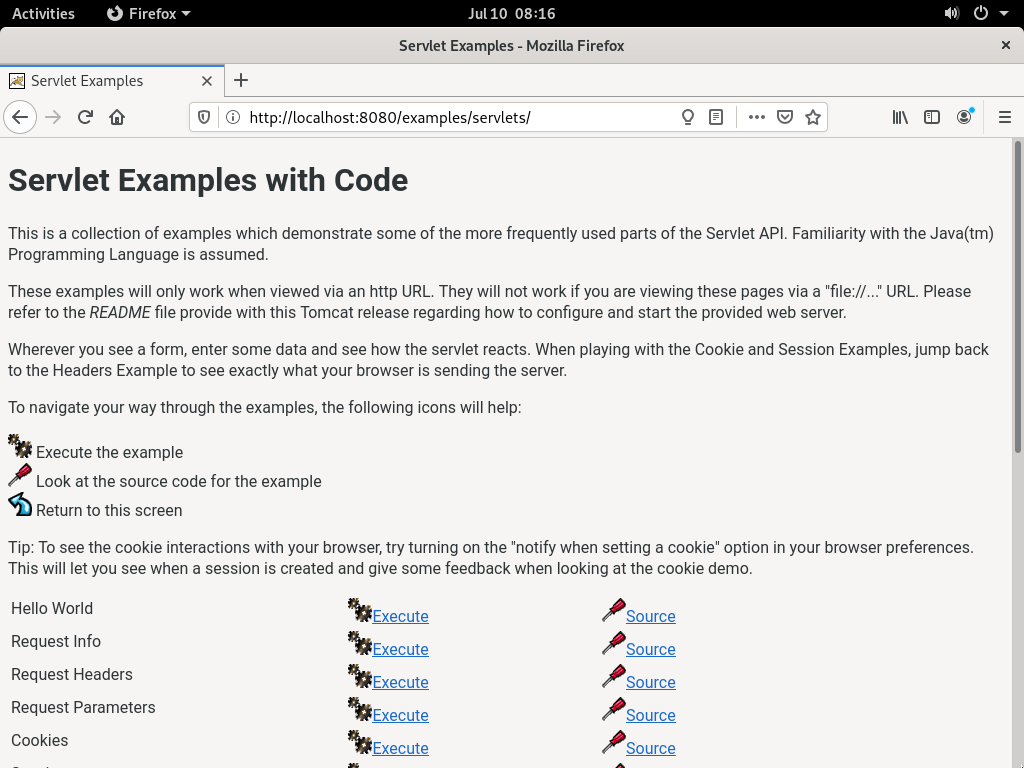 Activities Firefox Jul 10 08:16
Servlet Examples - Mozilla Firefox
Servlet Examples
http://localhost:8080/examples/servlets/
Servlet Examples with Code
This is a collection of examples which demonstrate some of the more frequently used parts of the Servlet API. Familiarity with the Java(tm)
Programming Language is assumed.
These examples will only work when viewed via an http URL. They will not work if you are viewing these pages via a "file://..." URL. Please
refer to the README file provide with this Tomcat release regarding how to configure and start the provided web server.
Wherever you see a form, enter some data and see how the servlet reacts. When playing with the Cookie and Session Examples, jump back
to the Headers Example to see exactly what your browser is sending the server.
To navigate your way through the examples, the following icons will help:
Execute the example
Look at the source code for the example
Return to this screen
Tip: To see the cookie interactions with your browser, try turning on the "notify when setting a cookie" option in your browser preferences.
This will let you see when a session is created and give some feedback when looking at the cookie demo.
Hello World Execute Source
Request Info Execute Source
Request Headers Execute Source
Request Parameters Execute Source
Cookies Execute Source